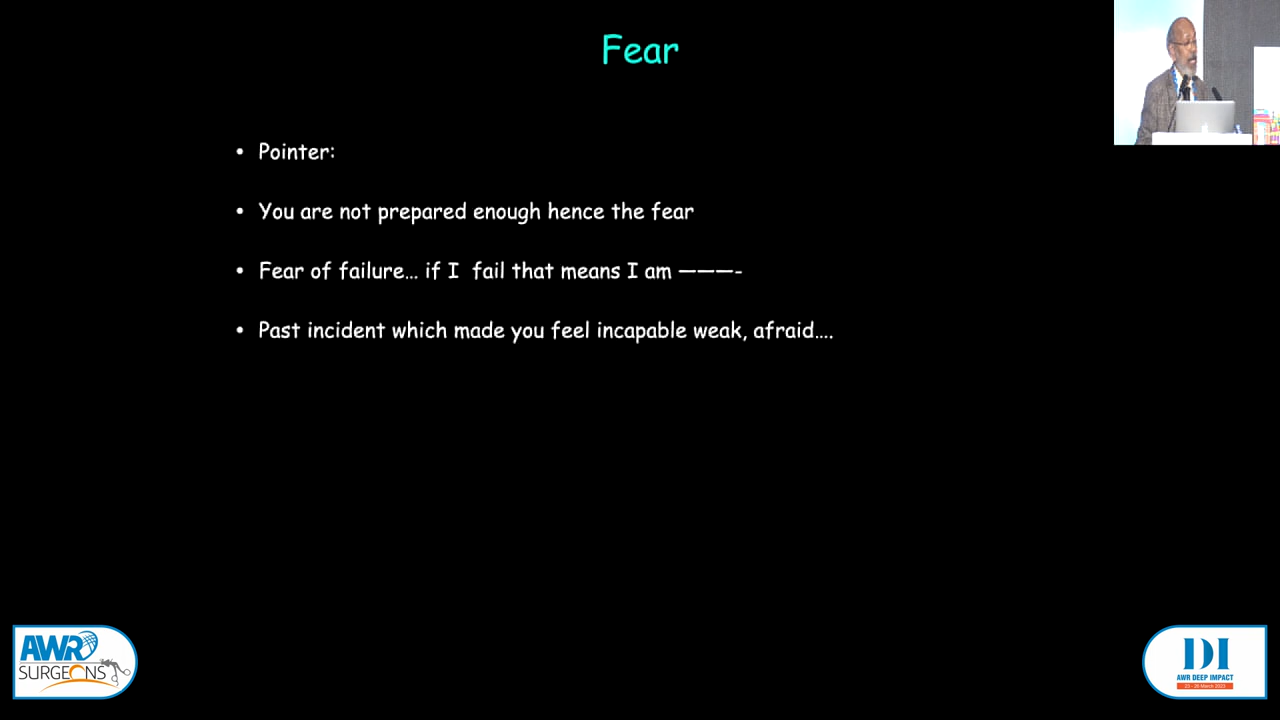 Fear
• Pointer:
• You are not prepared enough hence the fear
• Fear of failure... if I fail that means I am ———-
• Past incident which made you feel incapable weak, afraid....
AWR
SURGEONS
DI
AWR DEEP IMPACT